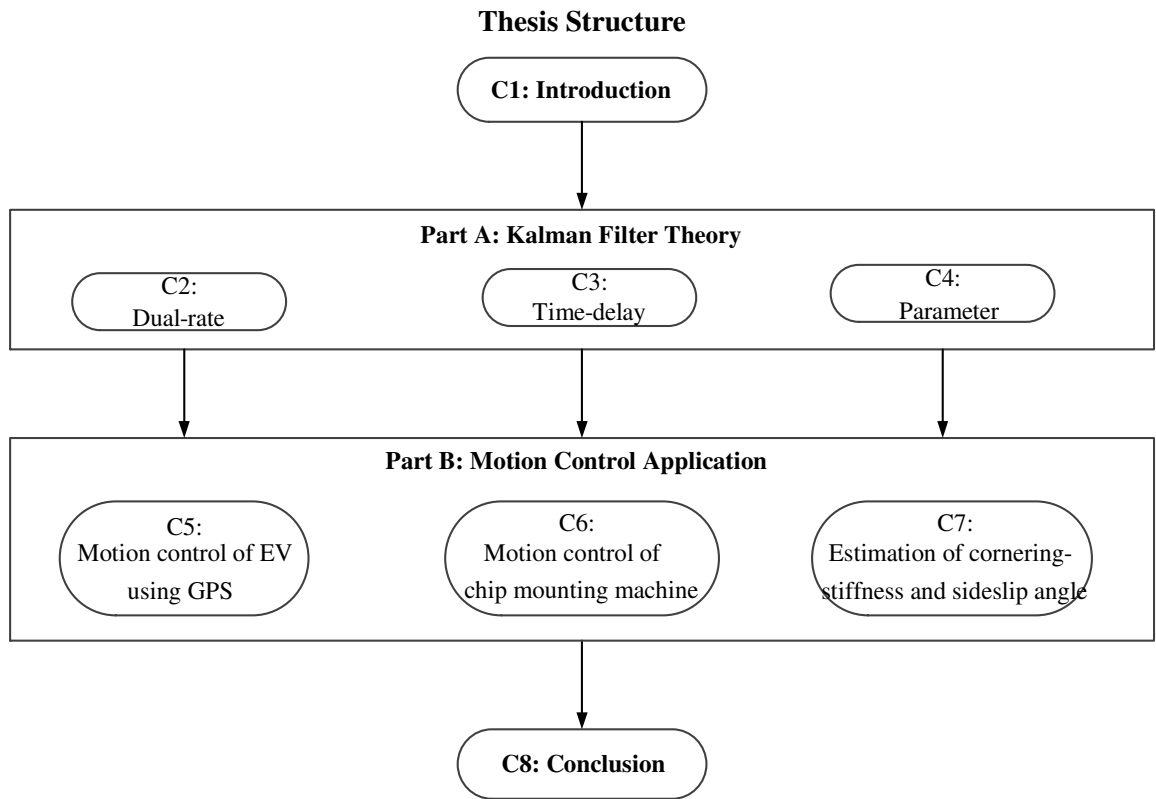 Thesis Structure
C1: Introduction
Part A: Kalman Filter Theory
C2:
Dual-rate
C3:
Time-delay
C4:
Parameter
Part B: Motion Control Application
C5:
Motion control of EV
using GPS
C6:
Motion control of
chip mounting machine
C7:
Estimation of cornering-
stiffness and sideslip angle
C8: Conclusion